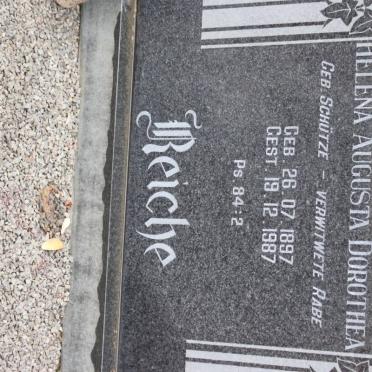 HELENA AUGUSTA DOROTHEA
GEB SCHÜTZE – VERWITWETE RABE
GEB 26.07.1897
GEST 19.12.1987
PS 84:2
Reiche